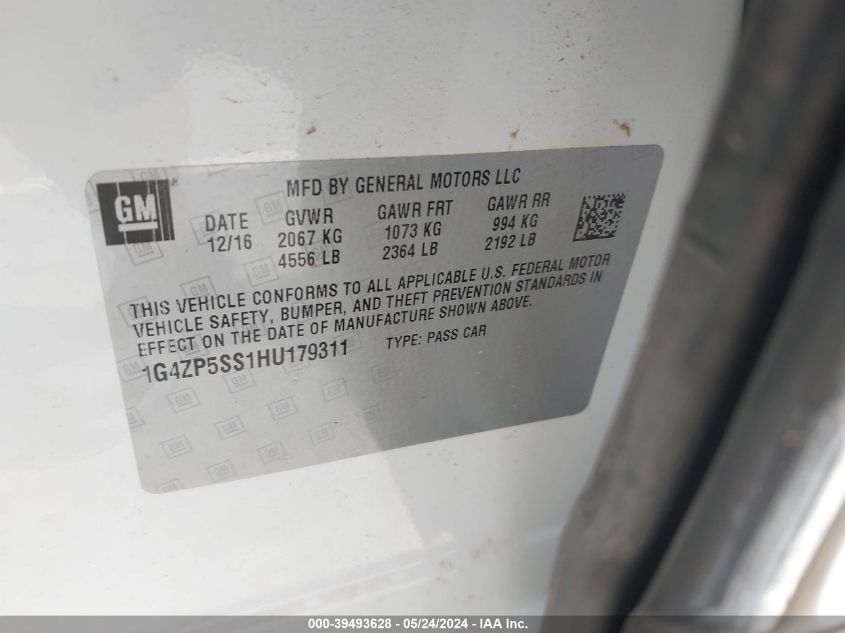 GM
MFD BY GENERAL MOTORS LLC
DATE GVWR GAWR FRT GAWR RR
12/16 2067 KG 1073 KG 994 KG
4556 LB 2364 LB 2192 LB
THIS VEHICLE CONFORMS TO ALL APPLICABLE U.S. FEDERAL MOTOR
VEHICLE SAFETY, BUMPER, AND THEFT PREVENTION STANDARDS IN
EFFECT ON THE DATE OF MANUFACTURE SHOWN ABOVE.
1G4ZP5SS1HU179311 TYPE: PASS CAR
000-39493628 - 05/24/2024 - IAA Inc.